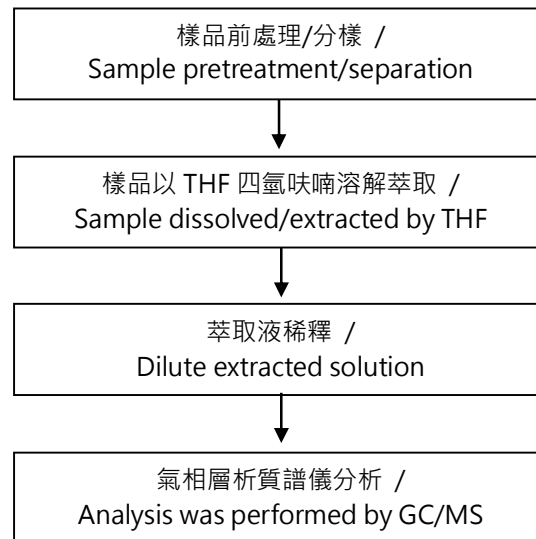 樣品前處理/分樣 /
Sample pretreatment/separation
樣品以 THF 四氫呋喃溶解萃取 /
Sample dissolved/extracted by THF
萃取液稀釋 /
Dilute extracted solution
氣相層析質譜儀分析 /
Analysis was performed by GC/MS